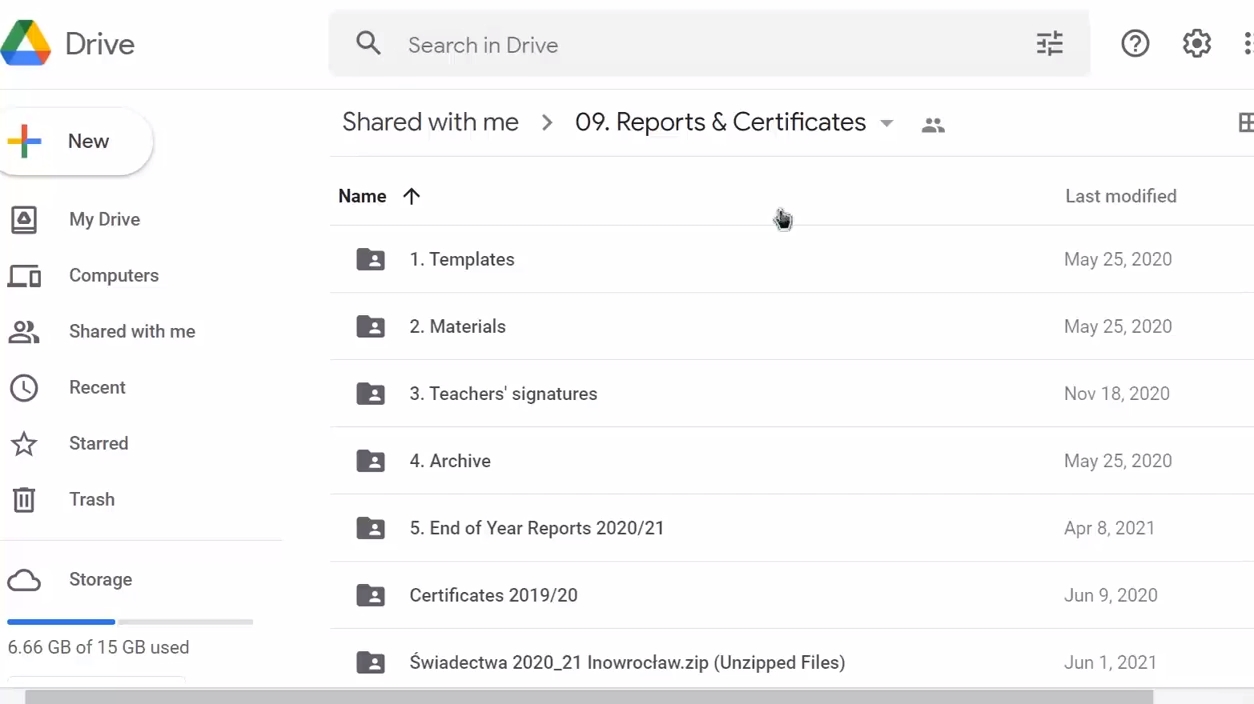 Drive
Search in Drive
New
My Drive
Computers
Shared with me
Recent
Starred
Trash
Storage
6.66 GB of 15 GB used
Shared with me 09. Reports & Certificates
Name Last modified
1. Templates May 25, 2020
2. Materials May 25, 2020
3. Teachers' signatures Nov 18, 2020
4. Archive May 25, 2020
5. End of Year Reports 2020/21 Apr 8, 2021
Certificates 2019/20 Jun 9, 2020
Świadectwa 2020_21 Inowrocław.zip (Unzipped Files) Jun 1, 2021